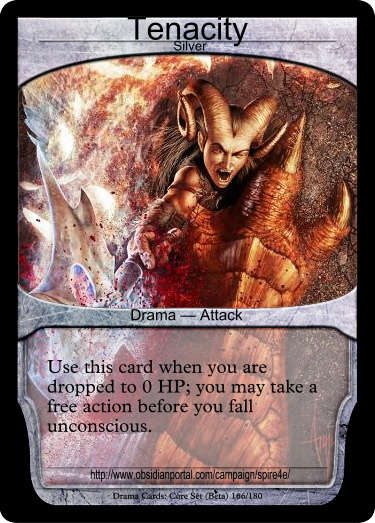 Tenacity
Silver
Drama — Attack
Use this card when you are
dropped to 0 HP; you may take a
free action before you fall
unconscious.
http://www.obsidianportal.com/campaign/spire4e/
Drama Cards: Core Set (Beta) 166/180